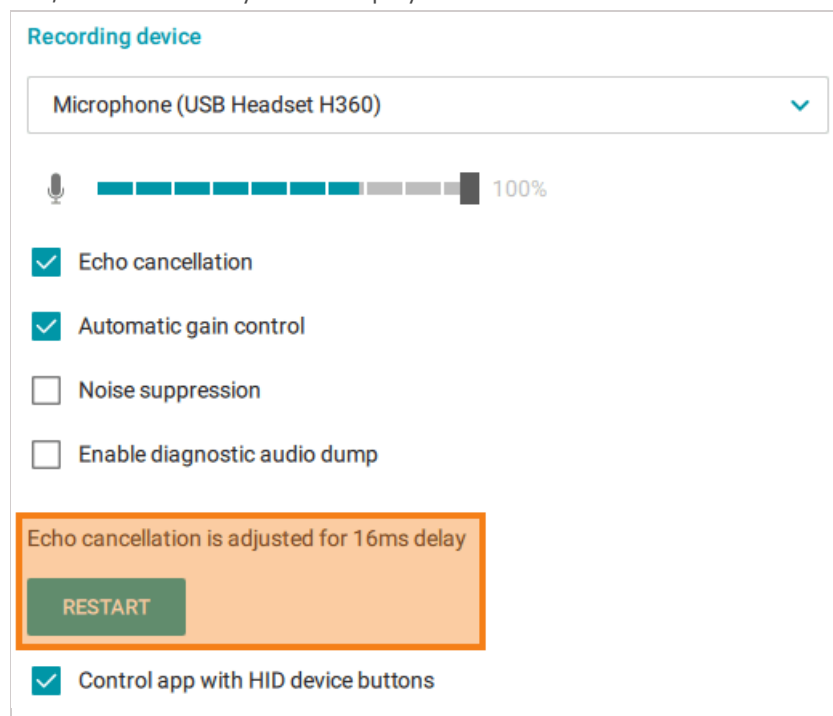 Recording device
Microphone (USB Headset H360)
100%
Echo cancellation
Automatic gain control
Noise suppression
Enable diagnostic audio dump
Echo cancellation is adjusted for 16ms delay
RESTART
Control app with HID device buttons